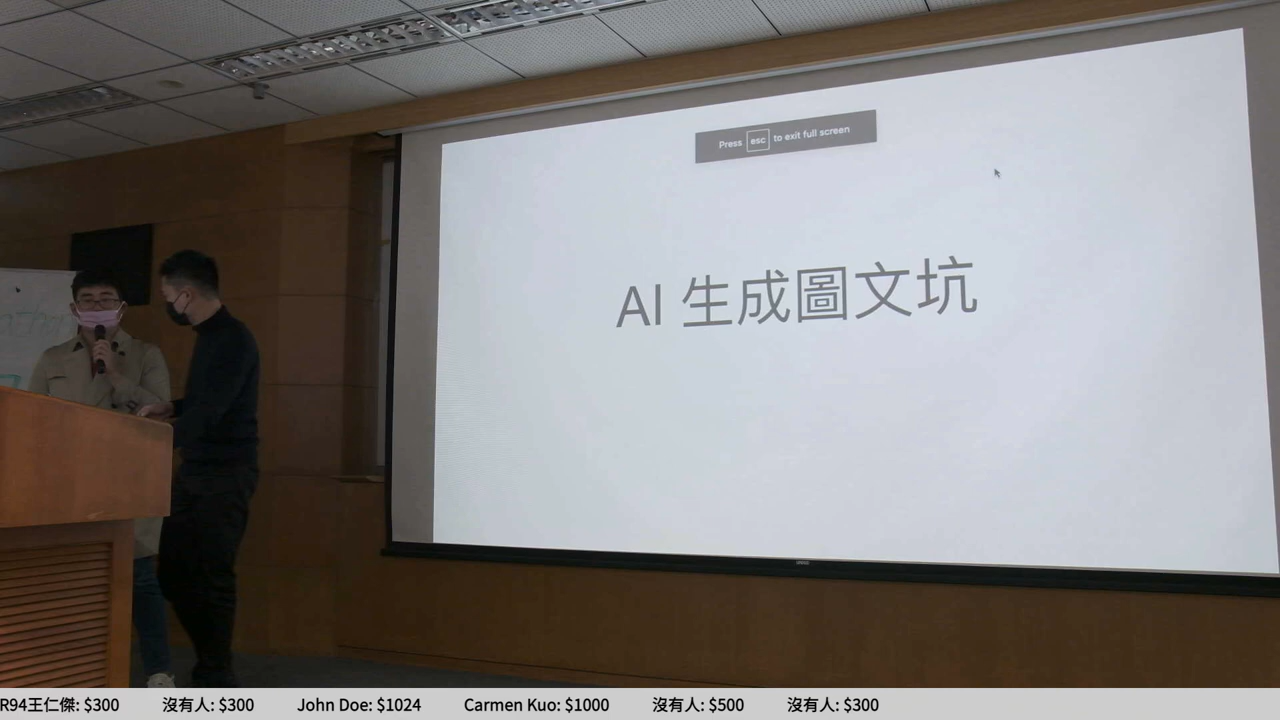 Press esc to exit full screen
AI 生成圖文坑
R94王仁傑: $300 沒有人: $300 John Doe: $1024 Carmen Kuo: $1000 沒有人: $500 沒有人: $300